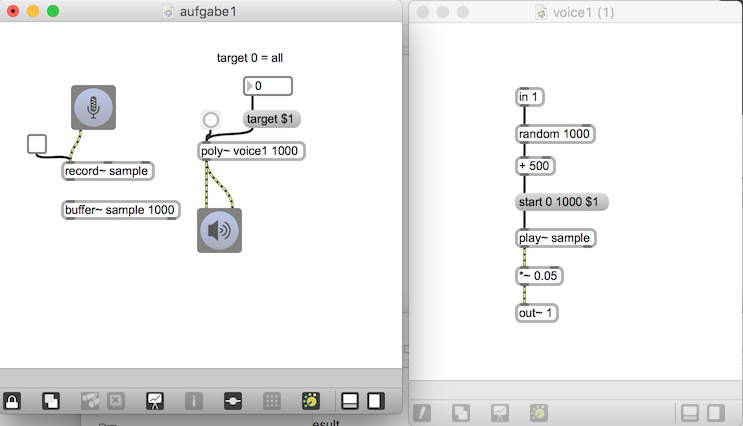 aufgabe1
target 0 = all
0
target $1
poly~ voice1 1000
record~ sample
buffer~ sample 1000
voice1 (1)
in 1
random 1000
+ 500
start 0 1000 $1
play~ sample
*~ 0.05
out~ 1